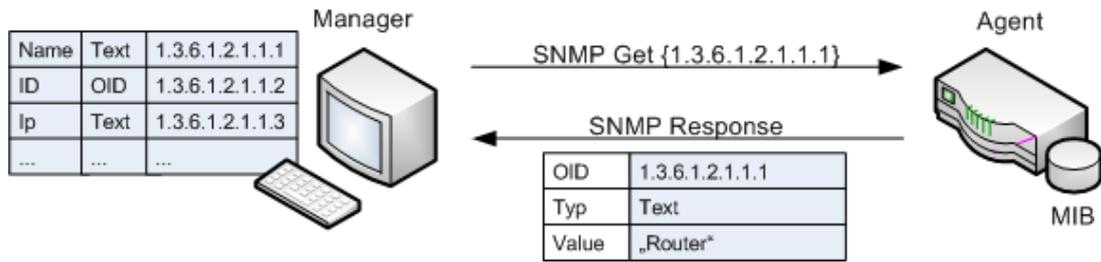 Manager
Agent
Name Text 1.3.6.1.2.1.1.1
ID OID 1.3.6.1.2.1.1.2
Ip Text 1.3.6.1.2.1.1.3
... ... ...
SNMP Get {1.3.6.1.2.1.1.1}
SNMP Response
OID 1.3.6.1.2.1.1.1
Typ Text
Value „Router“
MIB